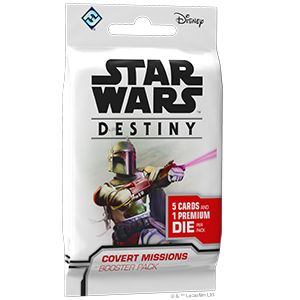 Disney
STAR
WARS
DESTINY
5 CARDS AND
1 PREMIUM
DIE PER
PACK
COVERT MISSIONS
BOOSTER PACK